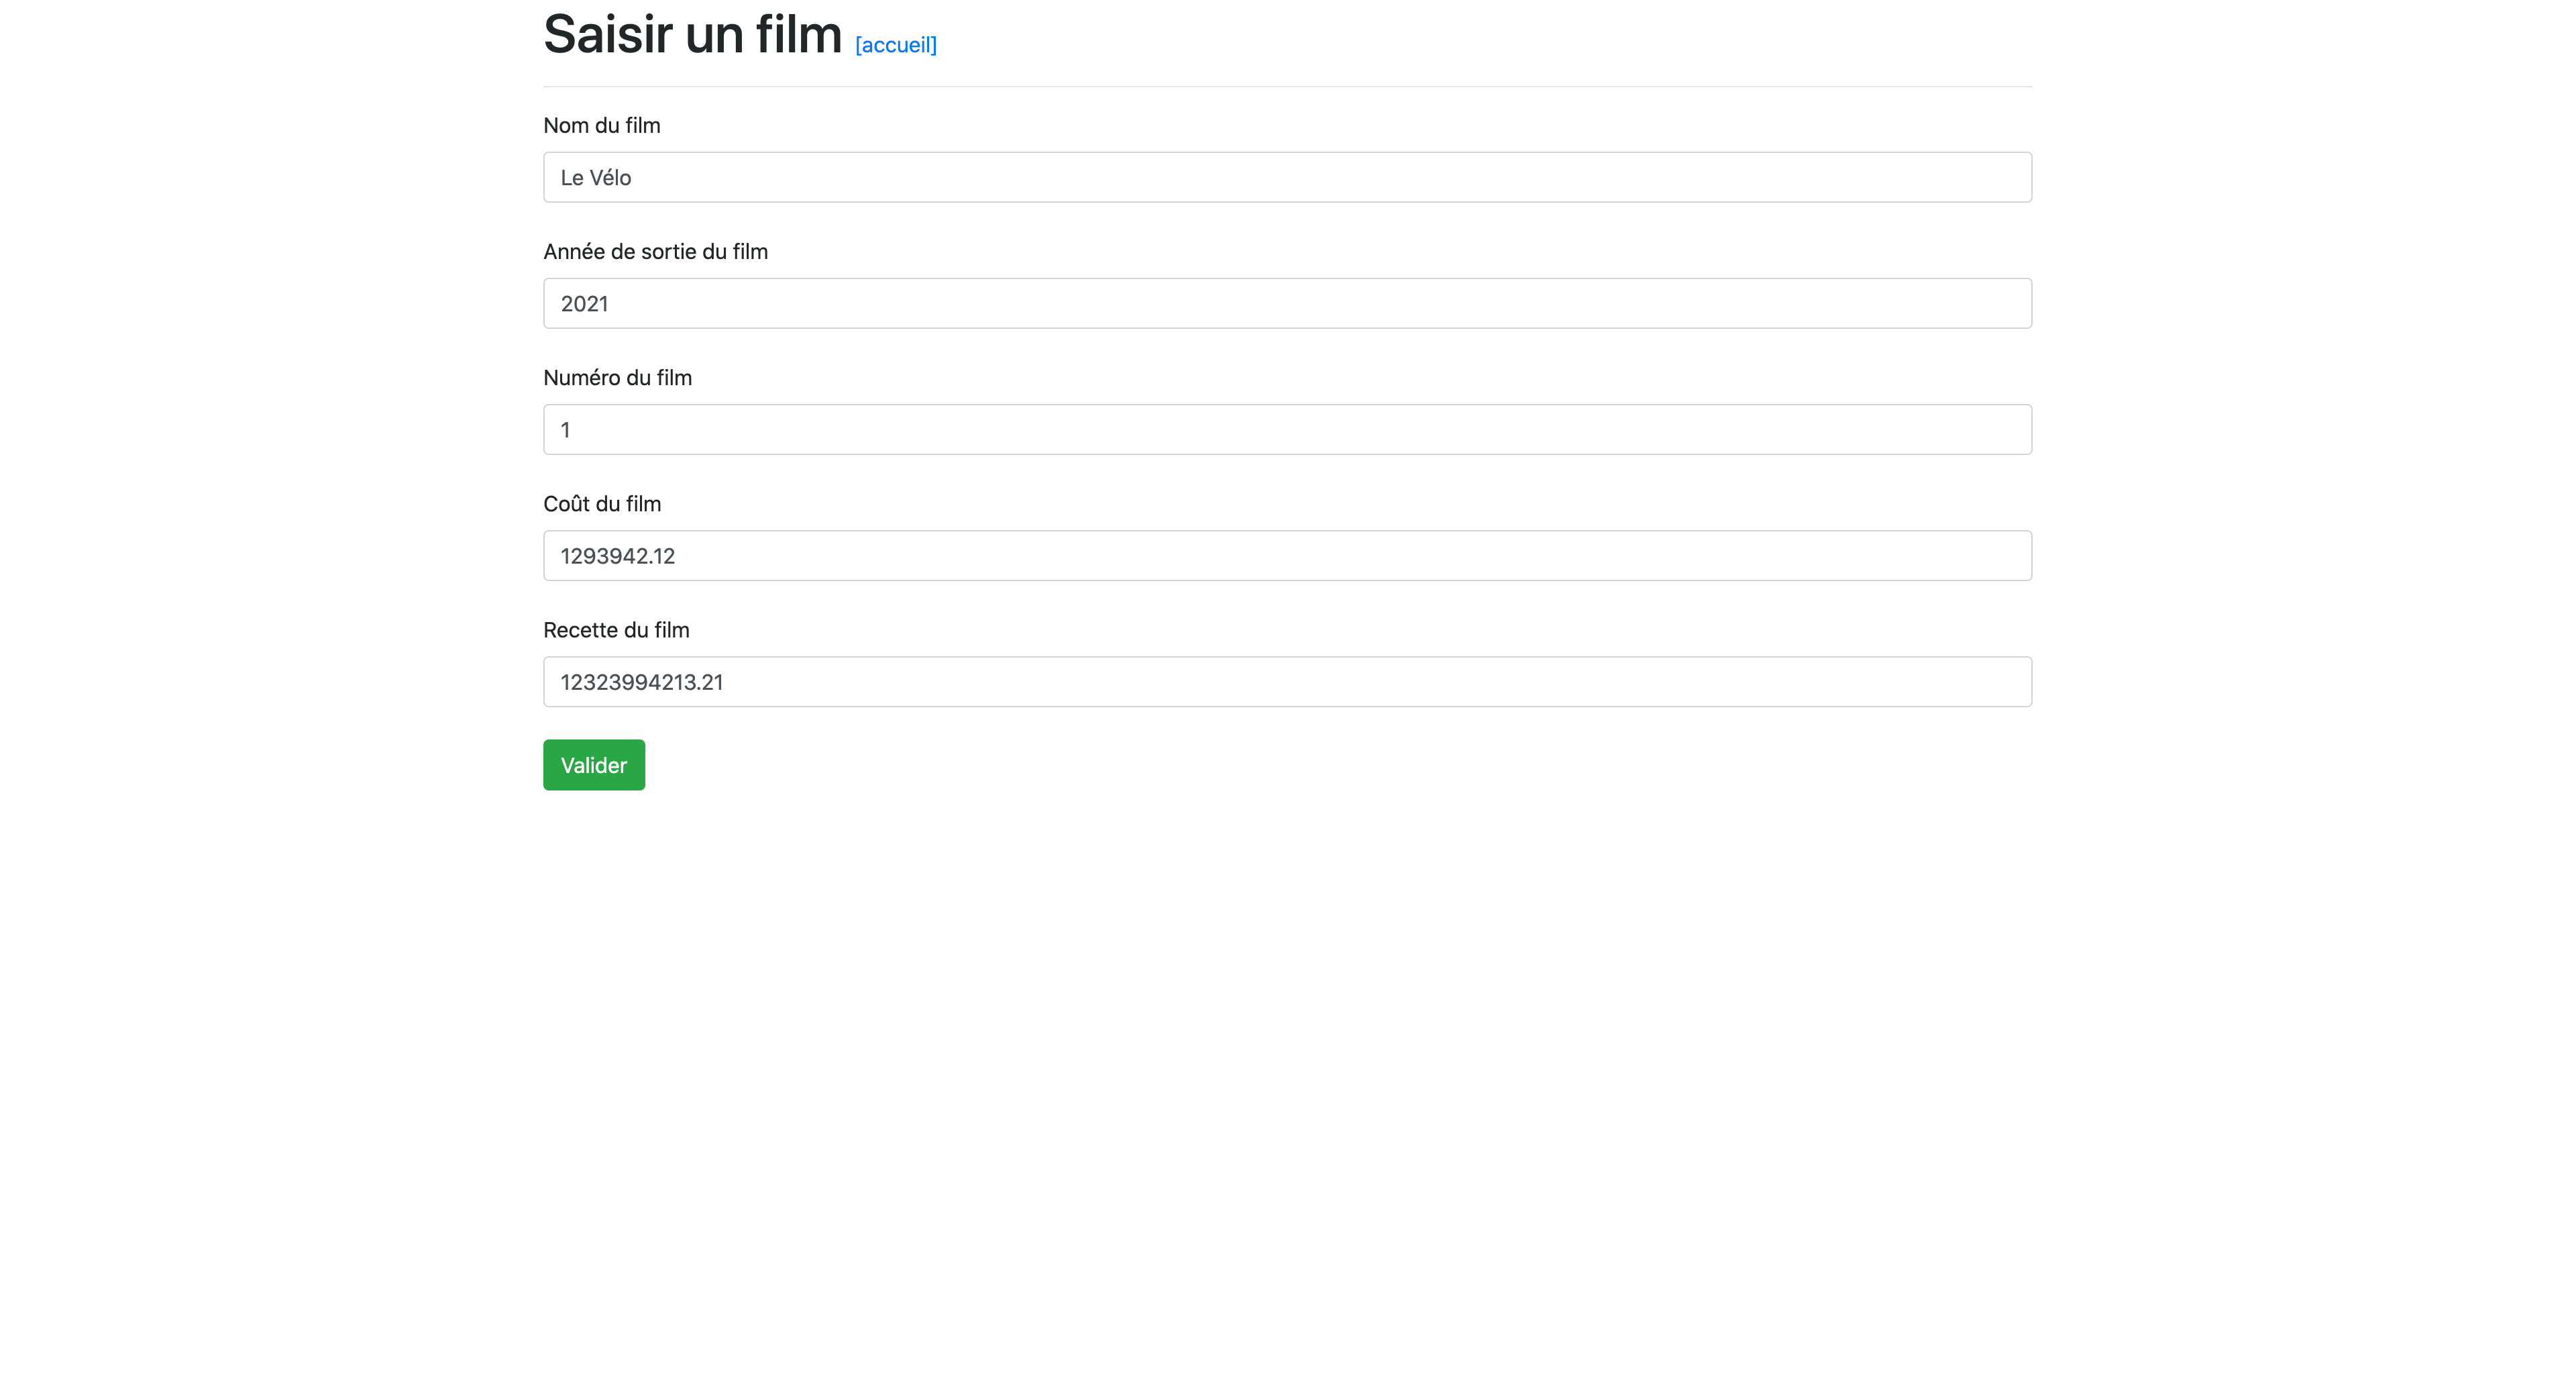 Saisir un film [accueil]
Nom du film
Le Vélo
Année de sortie du film
2021
Numéro du film
1
Coût du film
1293942.12
Recette du film
12323994213.21
Valider